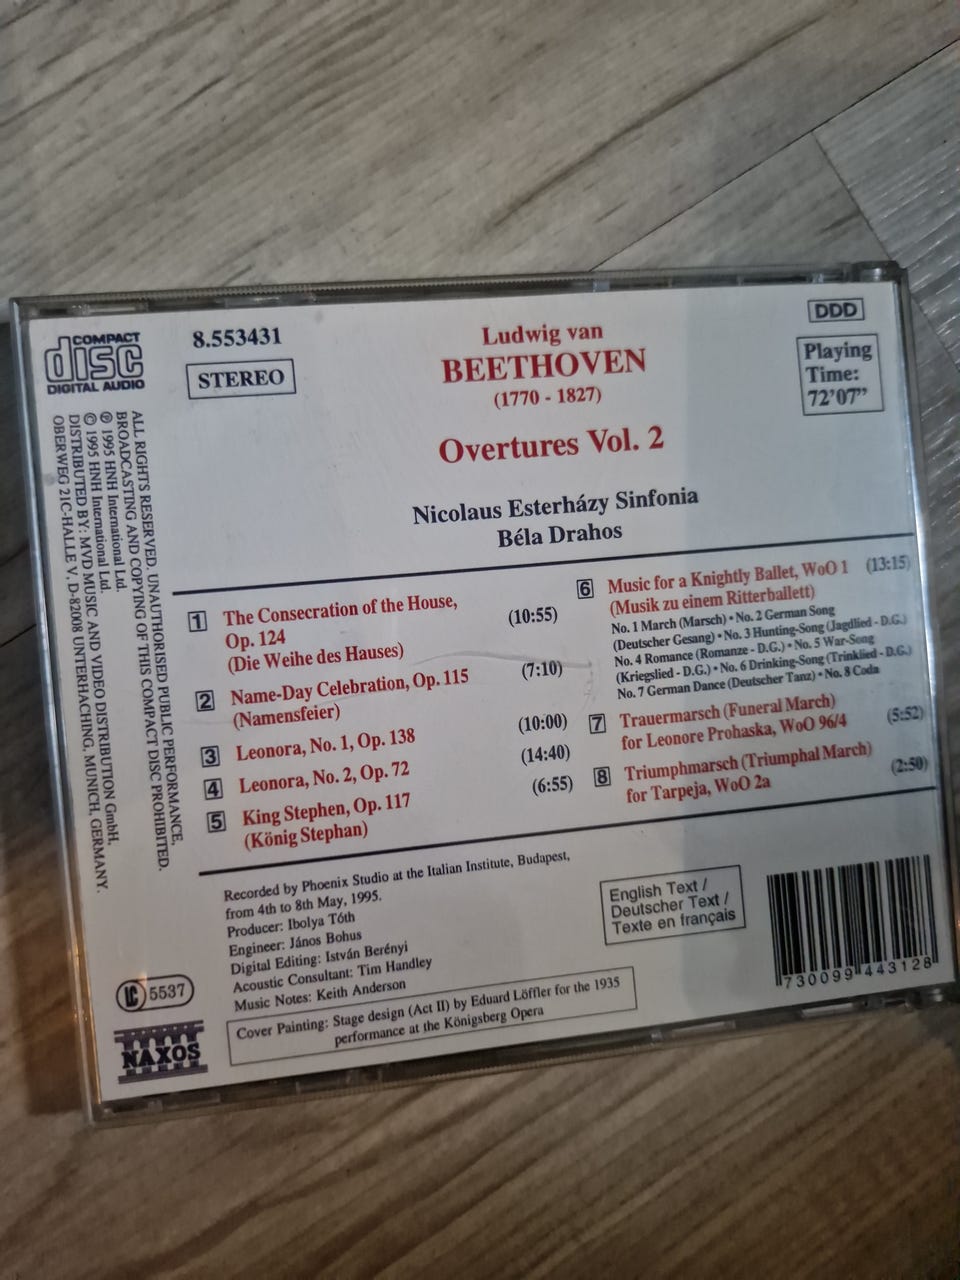 COMPACT
disc
DIGITAL AUDIO
8.553431
STEREO
Ludwig van
BEETHOVEN
(1770 - 1827)
Overtures Vol. 2
Nicolaus Esterházy Sinfonia
Béla Drahos
DDD
Playing
Time:
72'07"
ALL RIGHTS RESERVED. UNAUTHORISED PUBLIC PERFORMANCE,
BROADCASTING AND COPYING OF THIS COMPACT DISC PROHIBITED.
℗ 1995 HNH International Ltd.
© 1995 HNH International Ltd.
DISTRIBUTED BY: MVD MUSIC AND VIDEO DISTRIBUTION GmbH,
OBERWEG 21C-HALLE V, D-82008 UNTERHACHING, MUNICH, GERMANY.
1 The Consecration of the House, (10:55)
Op. 124
(Die Weihe des Hauses)
2 Name-Day Celebration, Op. 115 (7:10)
(Namensfeier)
3 Leonora, No. 1, Op. 138 (10:00)
4 Leonora, No. 2, Op. 72 (14:40)
5 King Stephen, Op. 117 (6:55)
(König Stephan)
6 Music for a Knightly Ballet, WoO 1 (13:15)
(Musik zu einem Ritterballett)
No. 1 March (Marsch) • No. 2 German Song
(Deutscher Gesang) • No. 3 Hunting-Song (Jagdlied - D.G.)
No. 4 Romance (Romanze - D.G.) • No. 5 War-Song
(Kriegslied - D.G.) • No. 6 Drinking-Song (Trinklied - D.G.)
No. 7 German Dance (Deutscher Tanz) • No. 8 Coda
7 Trauermarsch (Funeral March) (5:52)
for Leonore Prohaska, WoO 96/4
8 Triumphmarsch (Triumphal March) (2:50)
for Tarpeja, WoO 2a
Recorded by Phoenix Studio at the Italian Institute, Budapest,
from 4th to 8th May, 1995.
Producer: Ibolya Tóth
Engineer: János Bohus
Digital Editing: István Berényi
Acoustic Consultant: Tim Handley
Music Notes: Keith Anderson
Cover Painting: Stage design (Act II) by Eduard Löffler for the 1935
performance at the Königsberg Opera
English Text /
Deutscher Text /
Texte en français
7 30099 44312 8
LC 5537
NAXOS